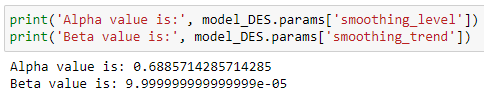 print('Alpha value is:', model_DES.params['smoothing_level'])
print('Beta value is:', model_DES.params['smoothing_trend'])
Alpha value is: 0.6885714285714285
Beta value is: 9.999999999999999e-05